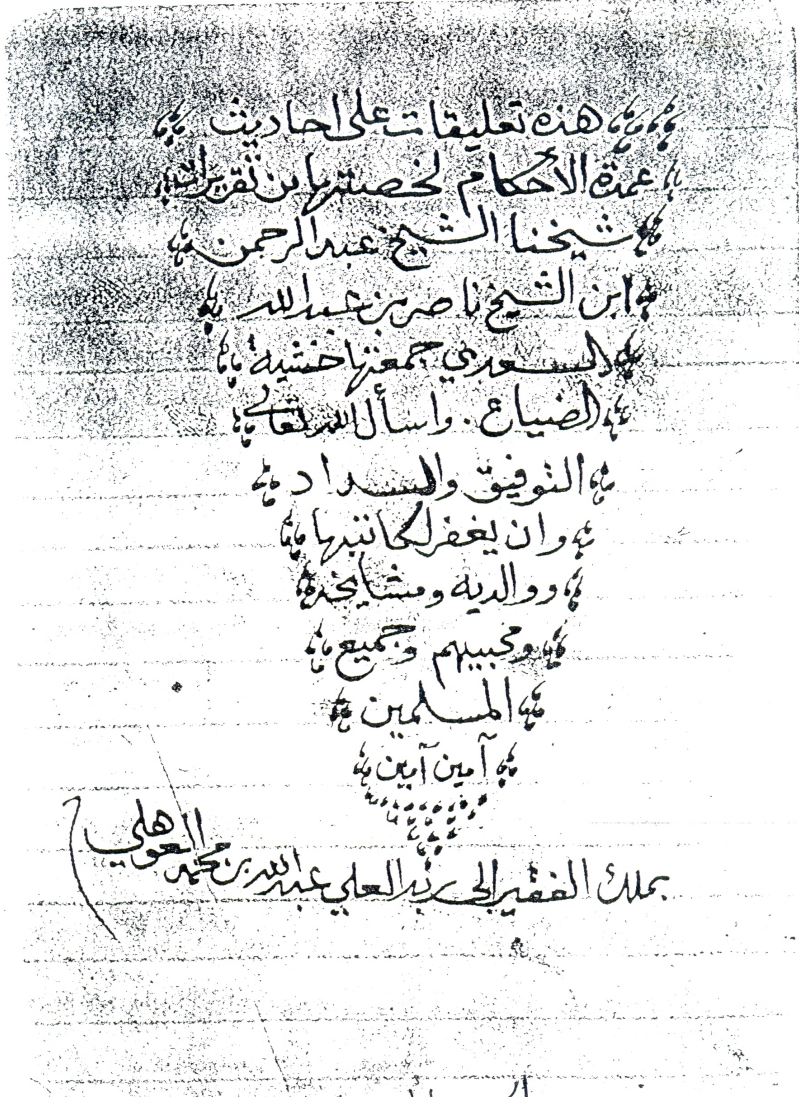 هذه تعليقات على احاديث
عمدة الأحكام لخصتها من تقريرات
شيخنا الشيخ عبد الرحمن
ابن الشيخ ناصر بن عبد الله
السعدي جمعتها خشية
الضياع . واسأل الله تعالى
التوفيق والسداد
وان يغفر لكاتبها
ووالديه ومشايخه
ومحبيهم وجميع
المسلمين
آمين آمين
بملك الفقير الى ربه العلي عبد الله بن محمد العوهلي